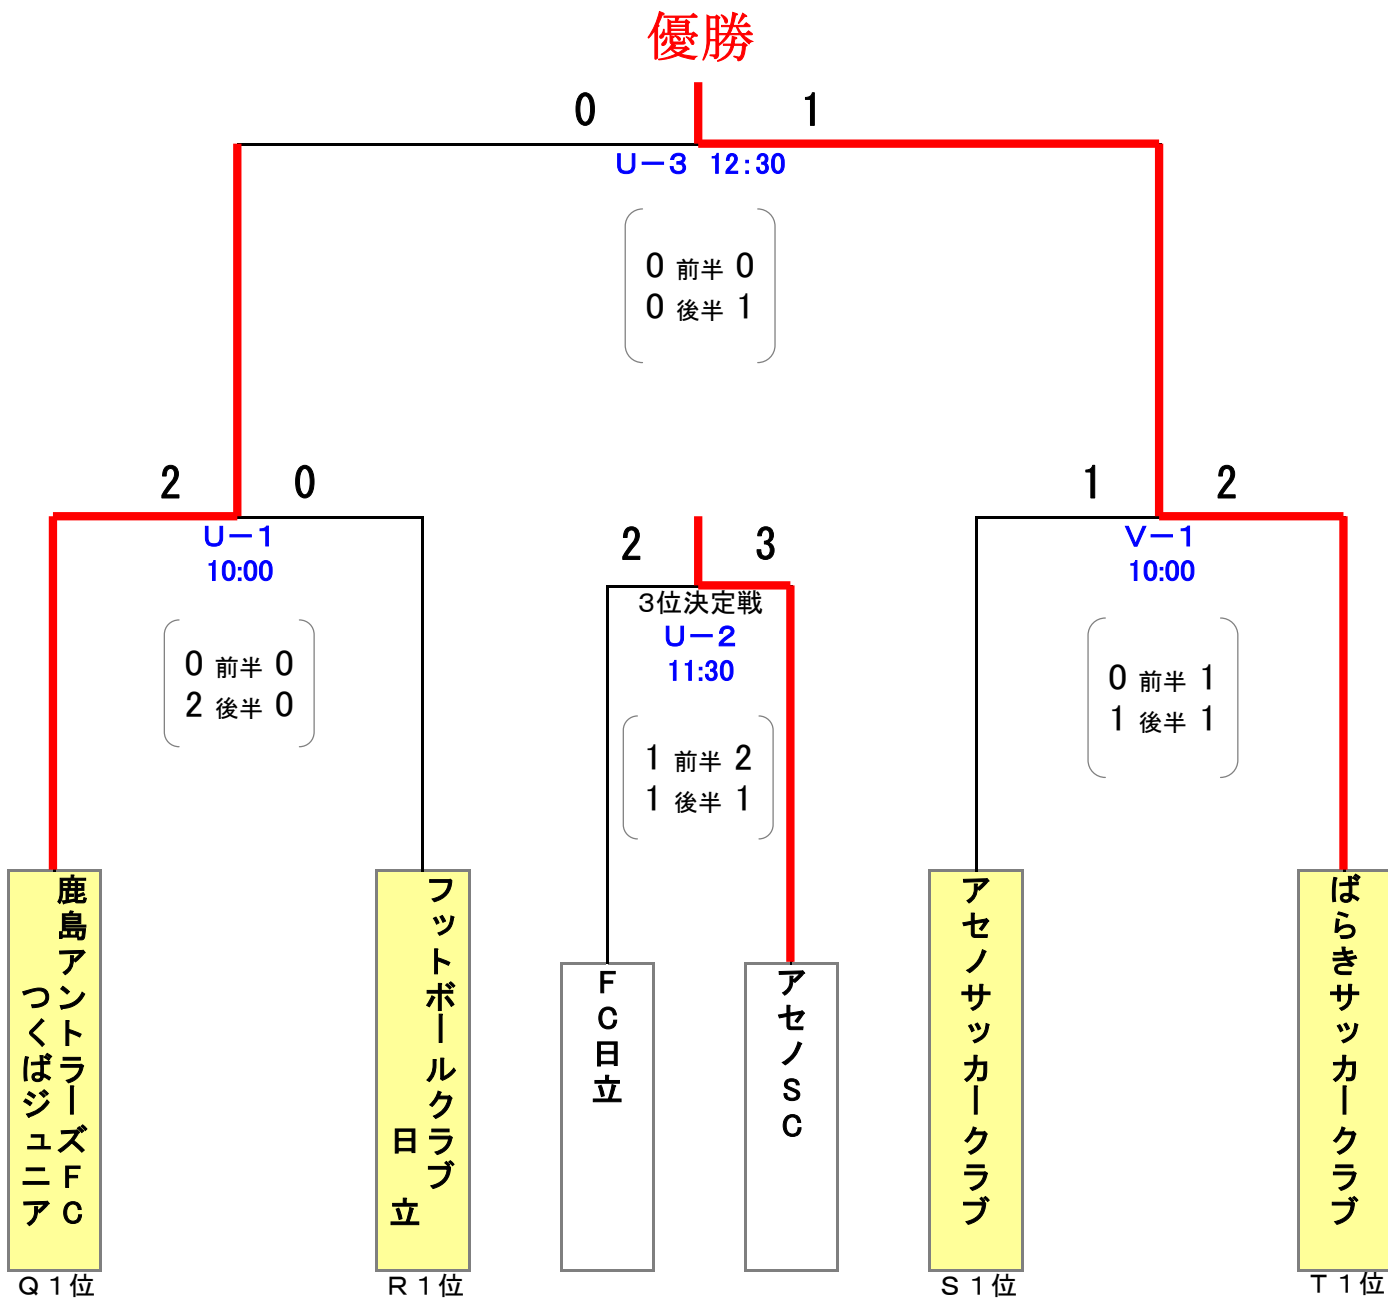 優勝
0 1
U－3 12:30
0 前半 0
0 後半 1
2 0
U－1
10:00
0 前半 0
2 後半 0
2 3
3位決定戦
U－2
11:30
1 前半 2
1 後半 1
1 2
V－1
10:00
0 前半 1
1 後半 1
鹿島アントラーズFC
つくばジュニア
Q1位
フットボールクラブ
日立
R1位
FC日立
アセノSC
アセノサッカークラブ
S1位
ばらきサッカークラブ
T1位